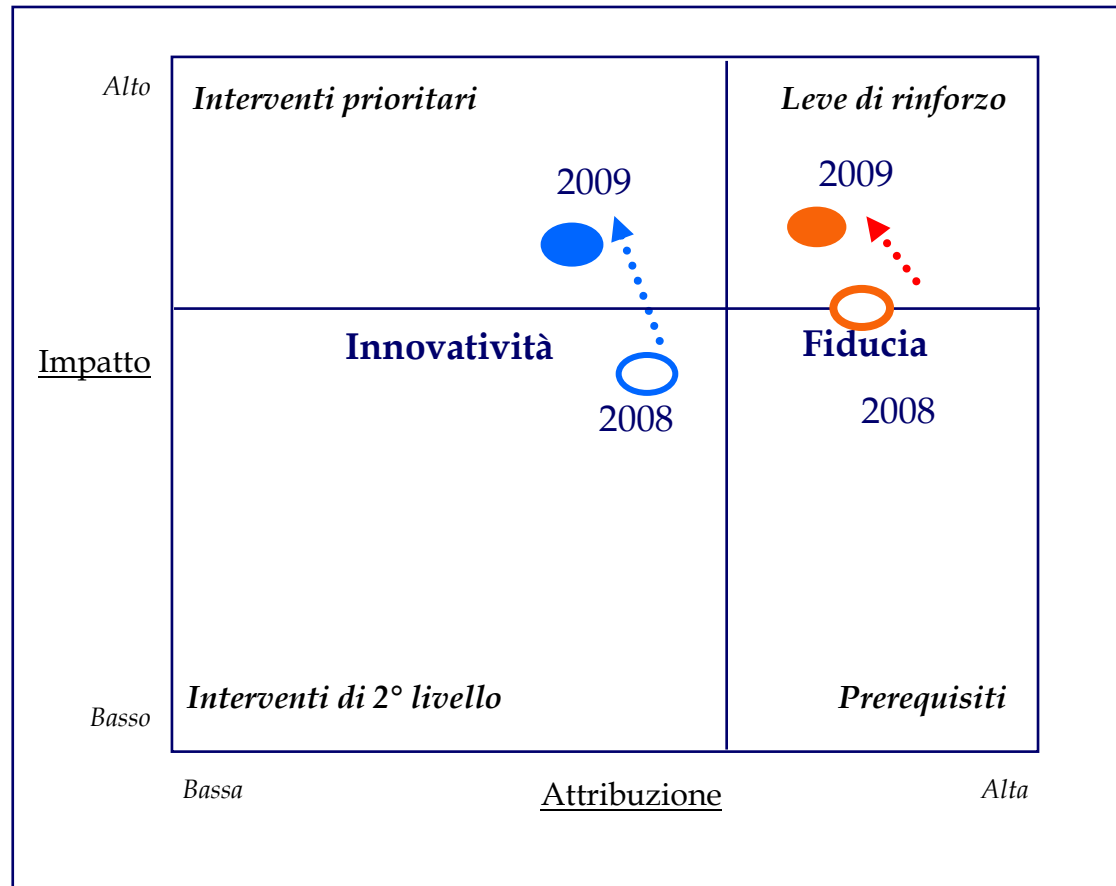 Alto
Interventi prioritari
Leve di rinforzo
2009
2009
Innovatività
Fiducia
Impatto
2008
2008
Interventi di 2° livello
Prerequisiti
Basso
Bassa
Attribuzione
Alta